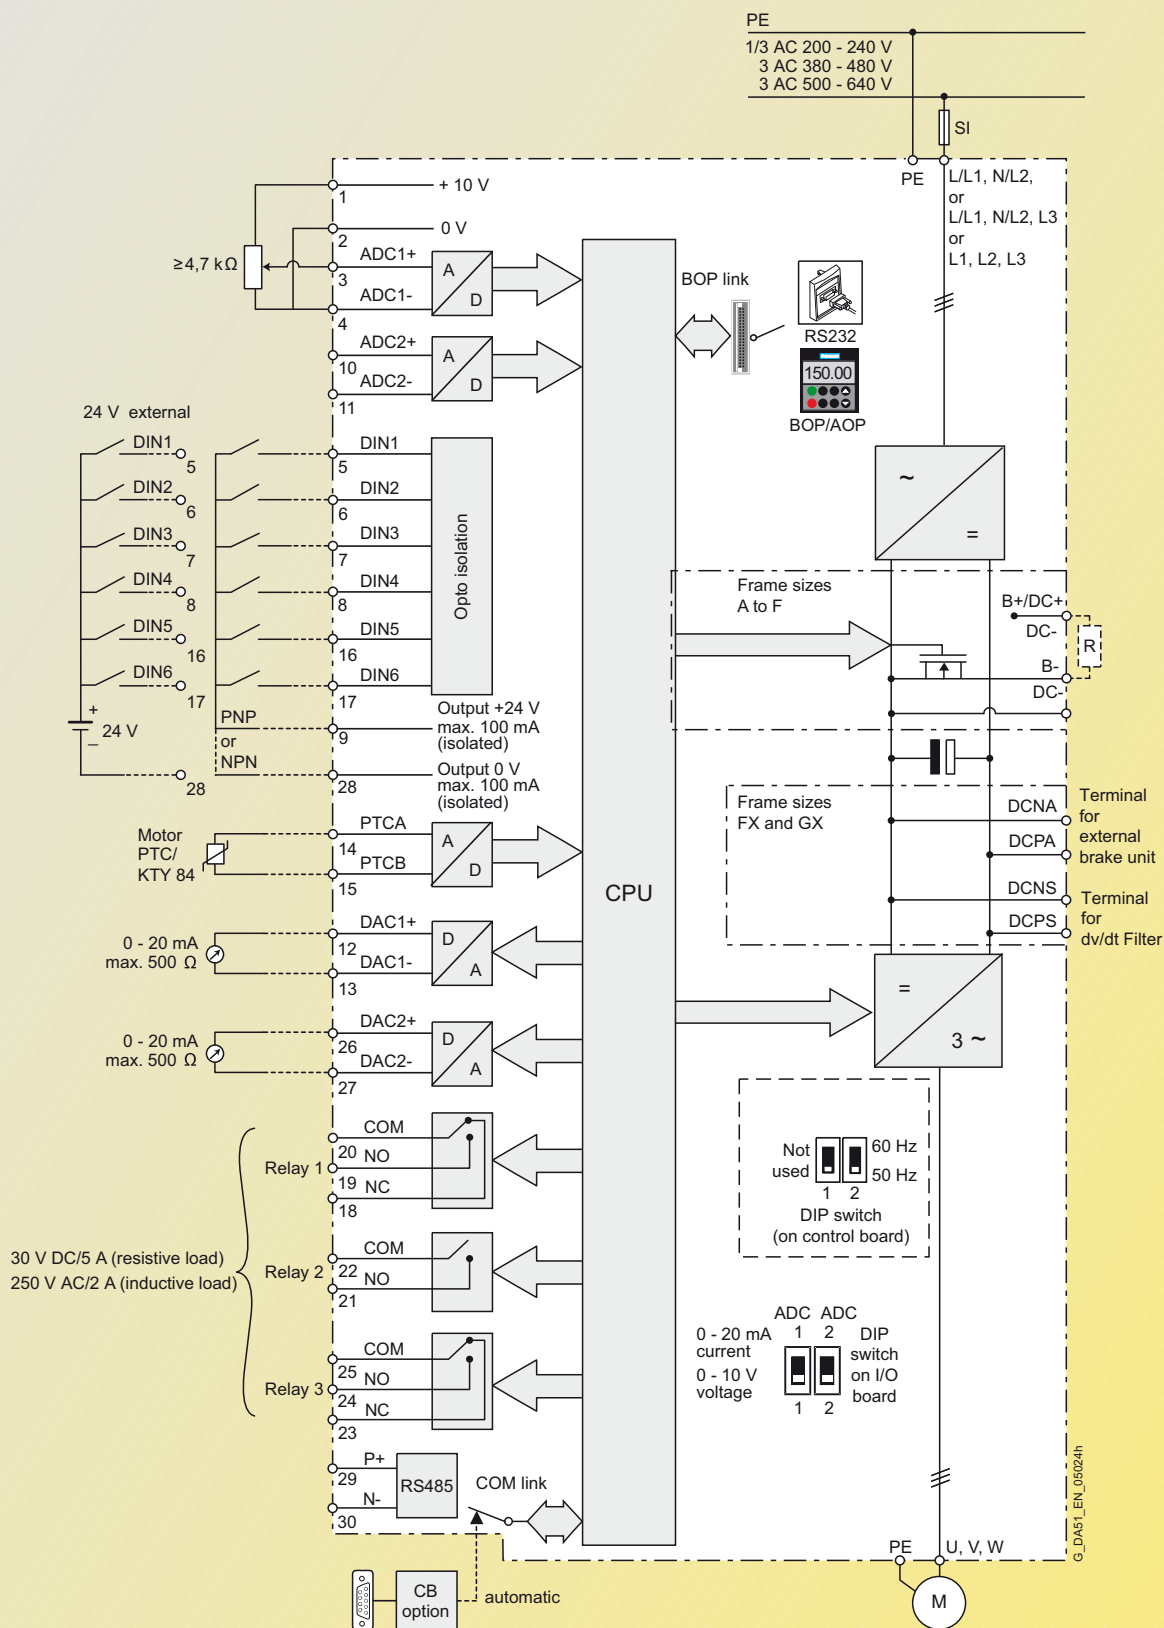 PE
1/3 AC 200 - 240 V
3 AC 380 - 480 V
3 AC 500 - 640 V
SI
PE
L/L1, N/L2,
or
L/L1, N/L2, L3
or
L1, L2, L3
1
+ 10 V
2
0 V
≥4,7 kΩ
ADC1+
3
ADC1-
4
A
D
ADC2+
10
ADC2-
11
A
D
BOP link
RS232
150.00
BOP/AOP
24 V external
DIN1
5
DIN2
6
DIN3
7
DIN4
8
DIN5
16
DIN6
17
+
24 V
–
28
DIN1
5
DIN2
6
DIN3
7
DIN4
8
DIN5
16
DIN6
17
Opto isolation
PNP
or
NPN
9
Output +24 V
max. 100 mA
(isolated)
28
Output 0 V
max. 100 mA
(isolated)
~
=
Frame sizes
A to F
B+/DC+
DC-
R
B-
DC-
Frame sizes
FX and GX
DCNA
DCPA
Terminal
for
external
brake unit
DCNS
DCPS
Terminal
for
dv/dt Filter
Motor
PTC/
KTY 84
PTCA
14
PTCB
15
A
D
CPU
0 - 20 mA
max. 500 Ω
DAC1+
12
DAC1-
13
D
A
0 - 20 mA
max. 500 Ω
DAC2+
26
DAC2-
27
D
A
=
3 ~
Not
used
60 Hz
50 Hz
1 2
DIP switch
(on control board)
30 V DC/5 A (resistive load)
250 V AC/2 A (inductive load)
Relay 1
COM
20
NO
19
NC
18
Relay 2
COM
22
NO
21
Relay 3
COM
25
NO
24
NC
23
ADC ADC
1 2
0 - 20 mA
current
0 - 10 V
voltage
DIP
switch
on I/O
board
1 2
P+
29
N-
30
RS485
COM link
CB
option
automatic
PE
U, V, W
M
G_DA51_EN_05024h